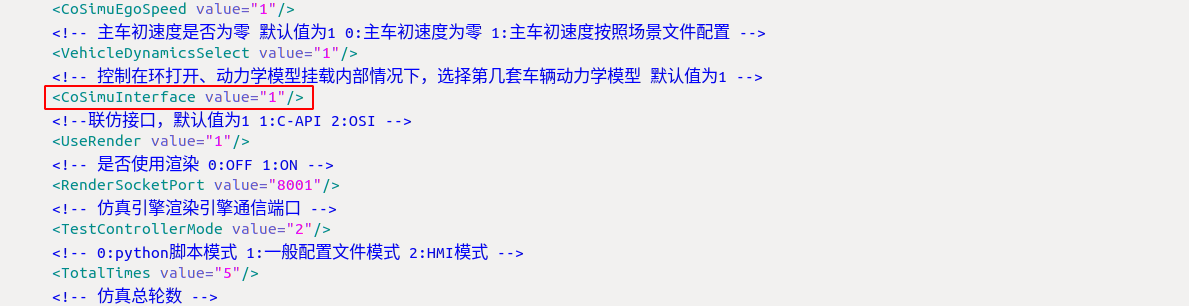 <CoSimuEgoSpeed value="1"/>
<!-- 主车初速度是否为零 默认值为1 0:主车初速度为零 1:主车初速度按照场景文件配置 -->
<VehicleDynamicsSelect value="1"/>
<!-- 控制在环打开、动力学模型挂载内部情况下，选择第几套车辆动力学模型 默认值为1 -->
<CoSimuInterface value="1"/>
<!--联仿接口，默认值为1 1:C-API 2:OSI -->
<UseRender value="1"/>
<!-- 是否使用渲染 0:OFF 1:ON -->
<RenderSocketPort value="8001"/>
<!-- 仿真引擎渲染引擎通信端口 -->
<TestControllerMode value="2"/>
<!-- 0:python脚本模式 1:一般配置文件模式 2:HMI模式 -->
<TotalTimes value="5"/>
<!-- 仿真总轮数 -->